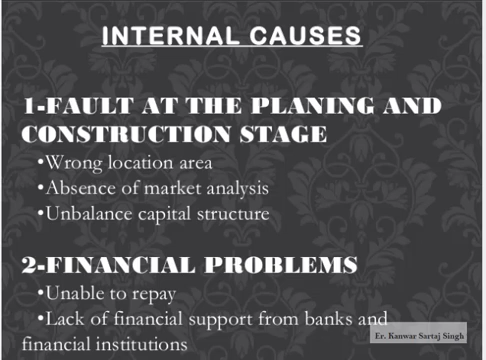 INTERNAL CAUSES
1-FAULT AT THE PLANING AND
CONSTRUCTION STAGE
•Wrong location area
•Absence of market analysis
•Unbalance capital structure
2-FINANCIAL PROBLEMS
•Unable to repay
•Lack of financial support from banks and
financial institutions
Er. Kanwar Sartaj Singh